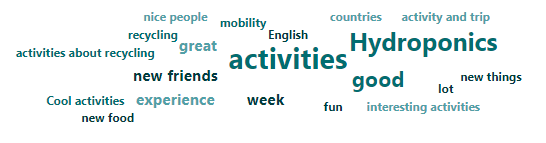 nice people
mobility
countries
activity and trip
recycling
great
English
Hydroponics
activities about recycling
activities
new friends
good
new things
lot
Cool activities
experience
week
fun
interesting activities
new food